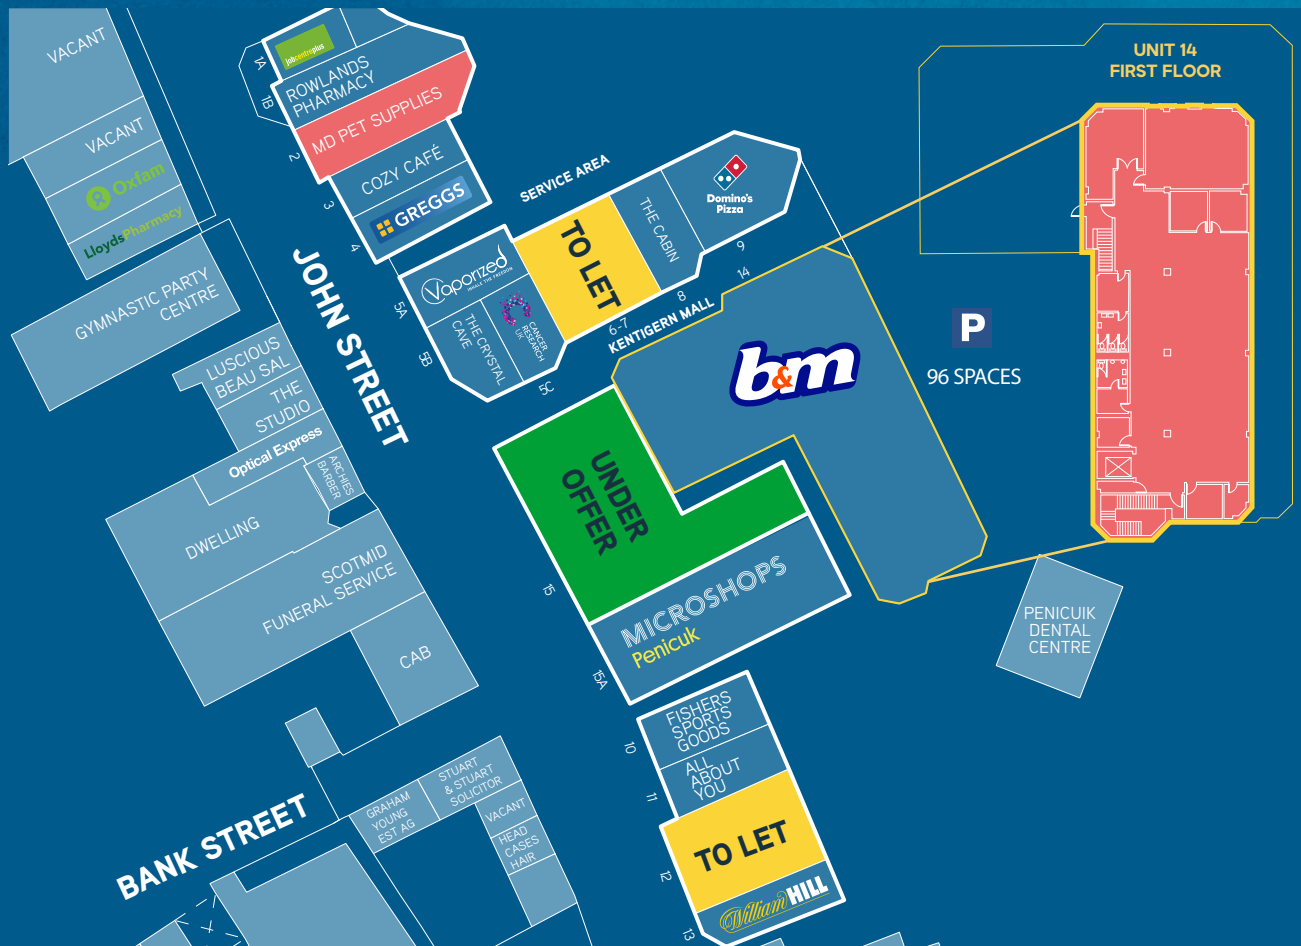 VACANT
VACANT
Oxfam
LloydsPharmacy
GYMNASTIC PARTY
CENTRE
1A
1B
2
3
4
jobcentreplus
ROWLANDS
PHARMACY
MD PET SUPPLIES
COZY CAFÉ
GREGGS
JOHN STREET
SERVICE AREA
Vaporized
INHALE THE FREEDOM
5A
5B
5C
THE CRYSTAL
CAVE
CANCER
RESEARCH
UK
TO LET
THE CABIN
Domino's
Pizza
6-7
8
9
14
KENTIGERN MALL
b&m
P
96 SPACES
UNIT 14
FIRST FLOOR
LUSCIOUS
BEAU SAL
THE
STUDIO
Optical Express
ARCHIES
BARBER
DWELLING
SCOTMID
FUNERAL SERVICE
CAB
UNDER
OFFER
15
MICROSHOPS
Penicuk
15A
PENICUIK
DENTAL
CENTRE
FISHERS
SPORTS
GOODS
10
ALL
ABOUT
YOU
11
TO LET
12
William HILL
13
BANK STREET
GRAHAM
YOUNG
EST AG
STUART
& STUART
SOLICITOR
VACANT
HEAD
CASES
HAIR